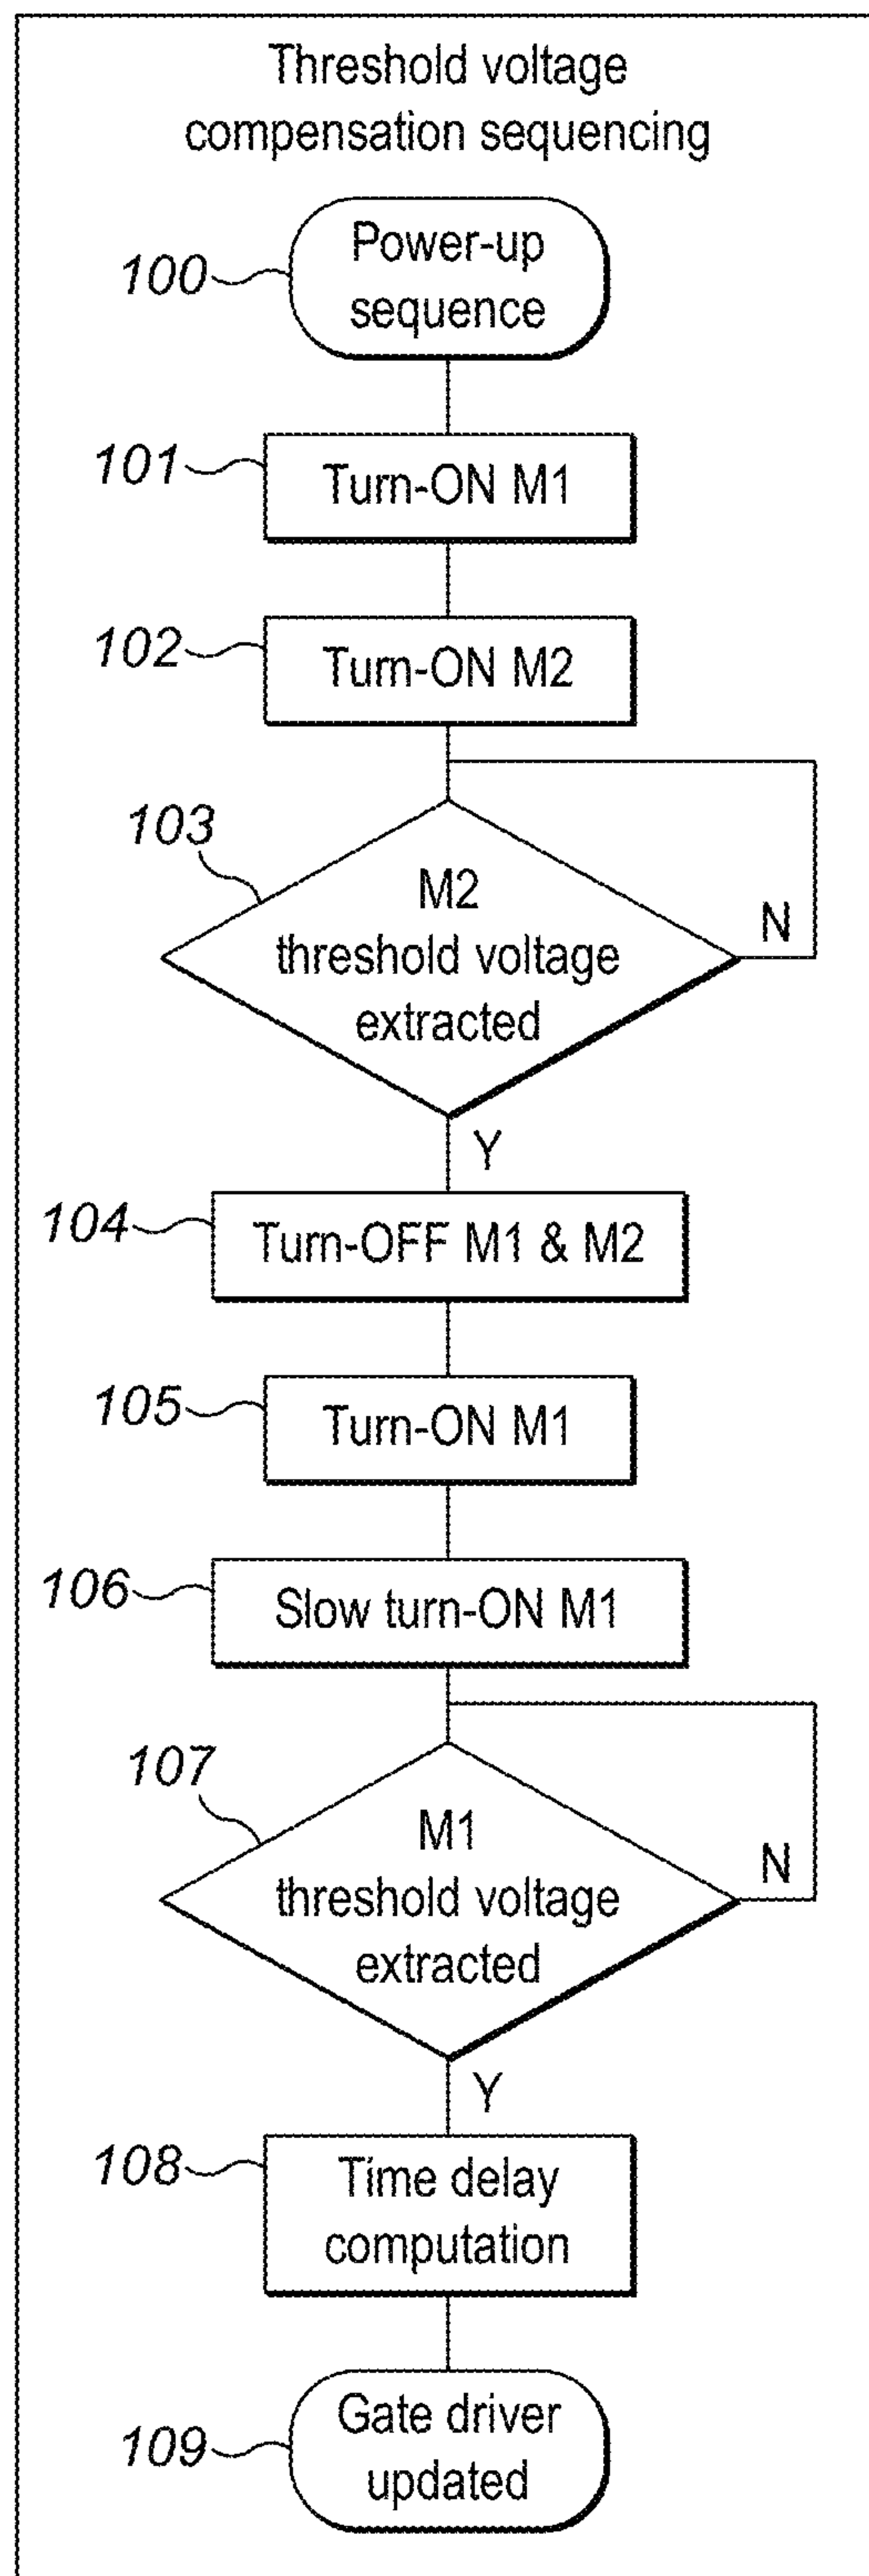 Threshold voltage
compensation sequencing
100
Power-up
sequence
101
Turn-ON M1
102
Turn-ON M2
103
M2
threshold voltage
extracted
N
Y
104
Turn-OFF M1 & M2
105
Turn-ON M1
106
Slow turn-ON M1
107
M1
threshold voltage
extracted
N
Y
108
Time delay
computation
109
Gate driver
updated